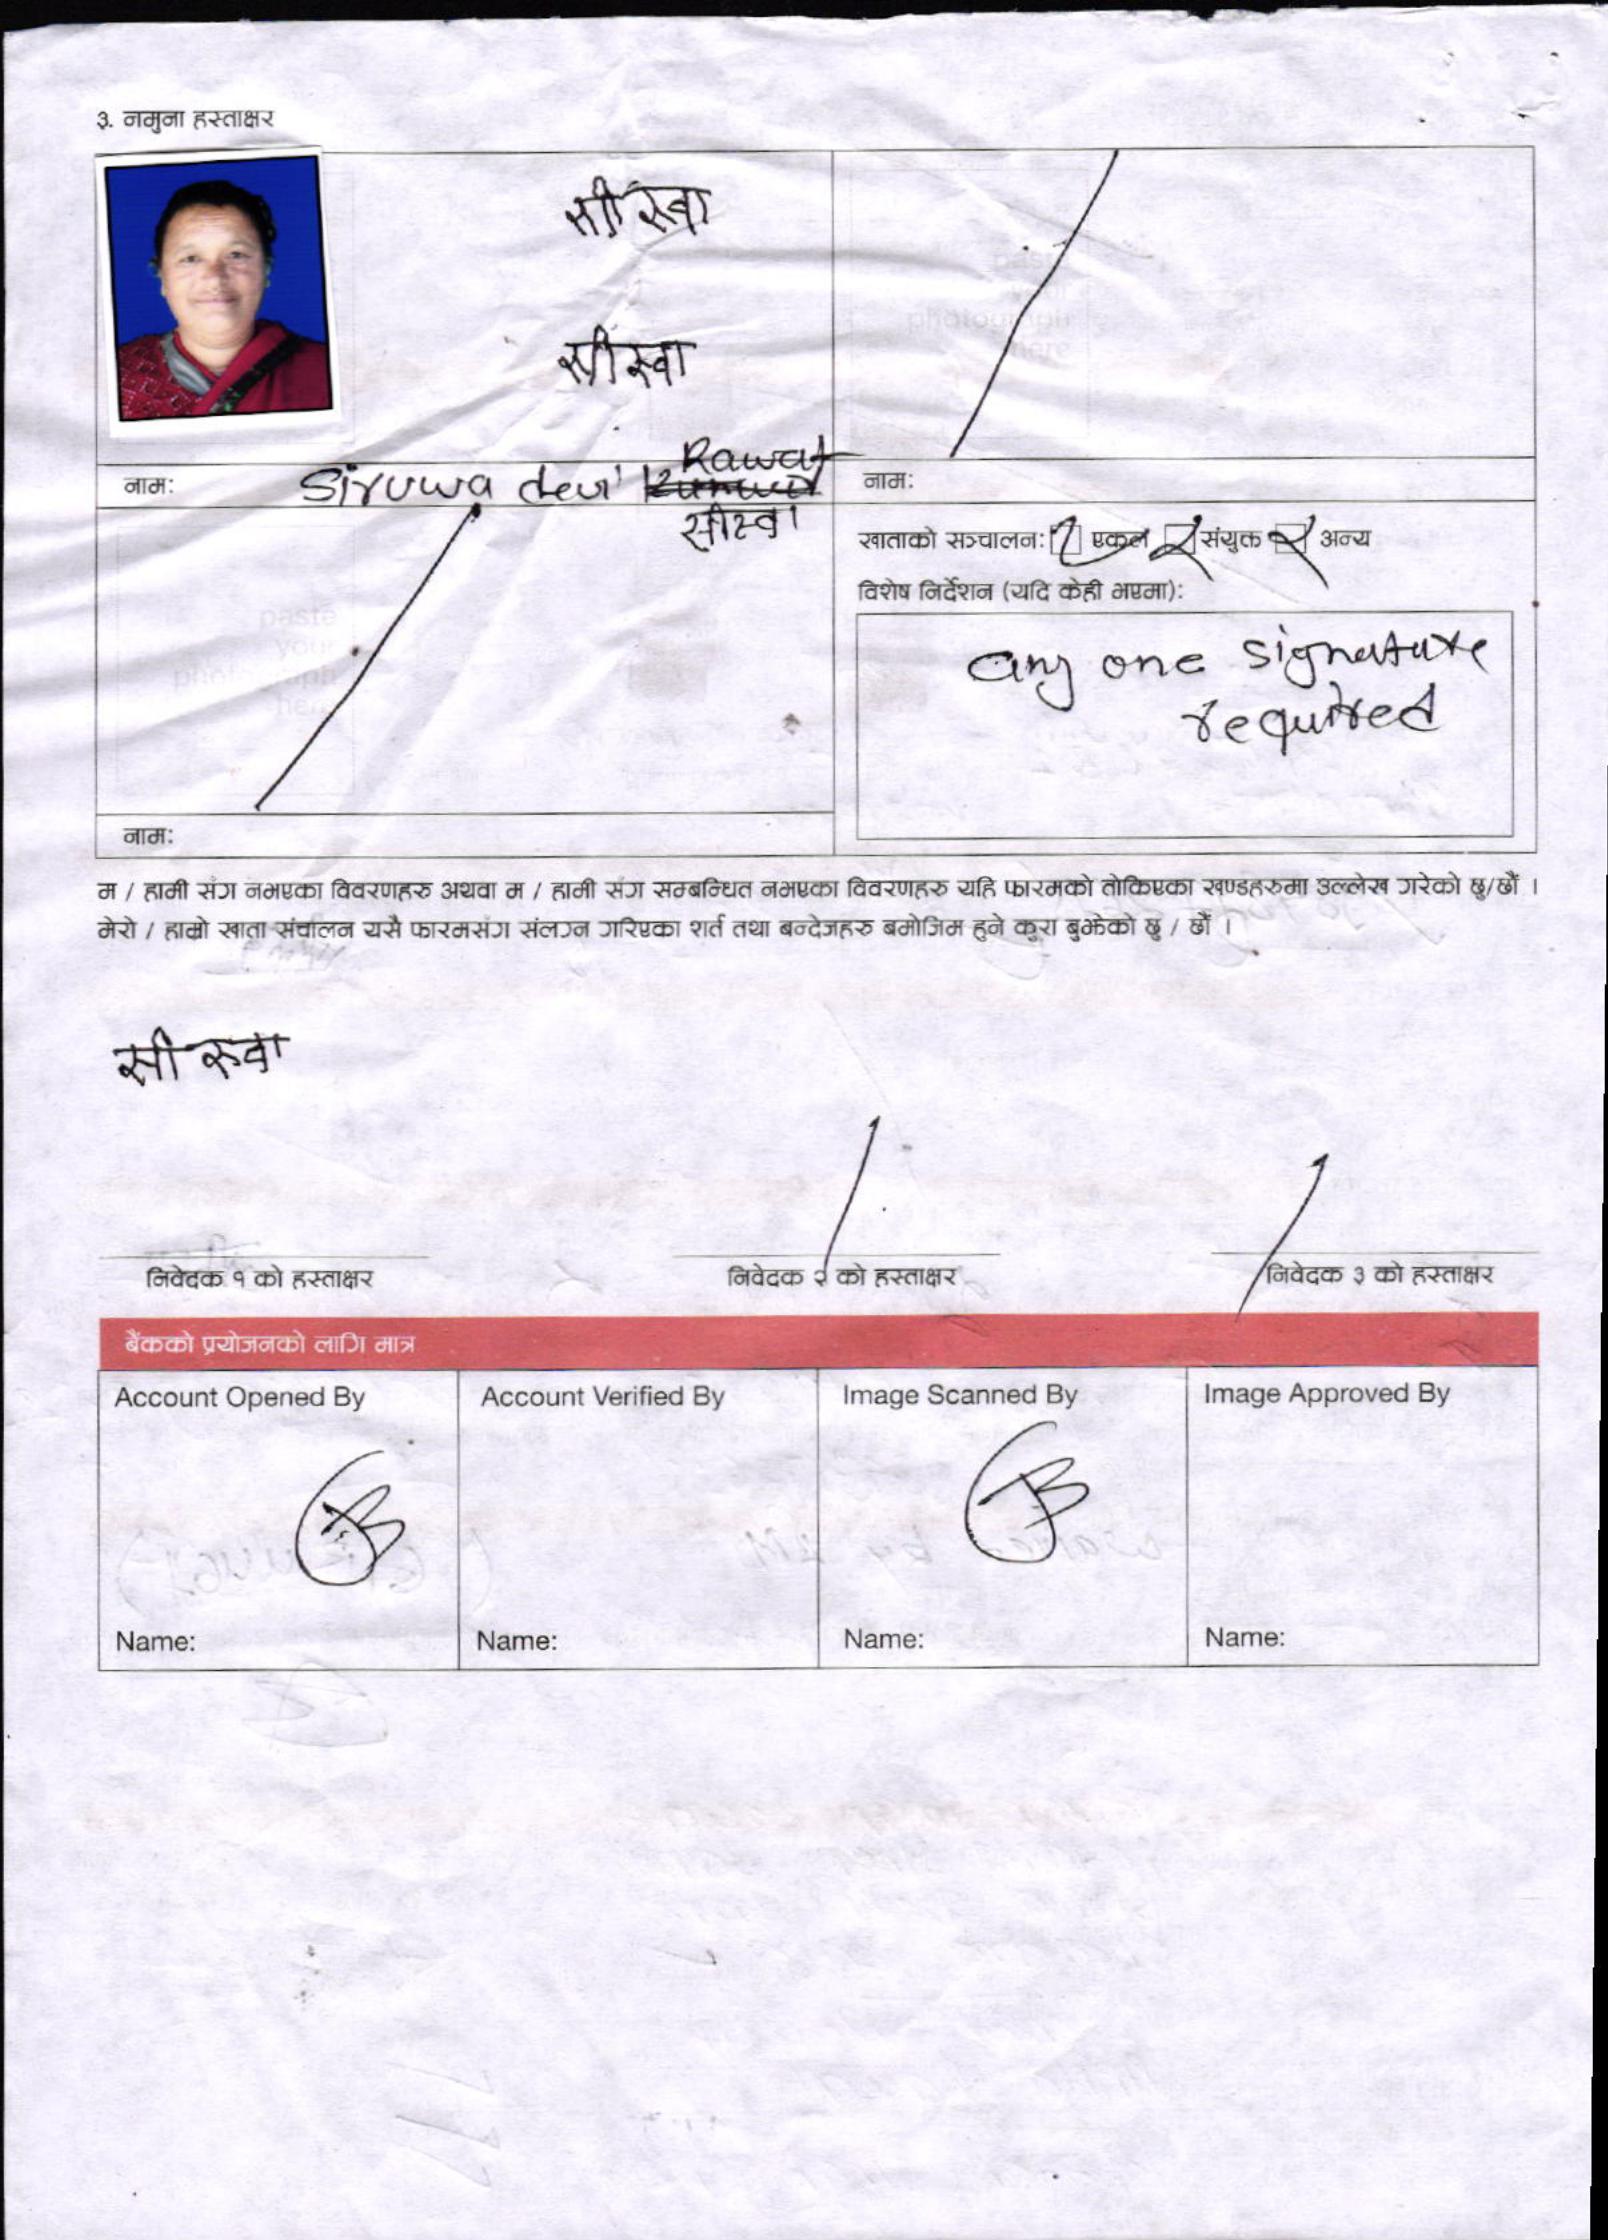 ३. नमुना हस्ताक्षर
सीरुवा
सीरुवा
Rawat
नाम: Siruwa devi
नाम:
सीरुवा
खाताको सञ्चालन: एकल संयुक्त अन्य
विशेष निर्देशन (यदि केही भएमा):
any one signature
required
paste
your
photograph
here
नाम:
म / हामी संग नभएका विवरणहरु अथवा म / हामी संग सम्बन्धित नभएका विवरणहरु यहि फारमको तोकिएका खण्डहरुमा उल्लेख गरेको छु/छौं ।
मेरो / हाम्रो खाता संचालन यसै फारमसंग संलग्न गरिएका शर्त तथा बन्देजहरु बमोजिम हुने कुरा बुझेको छु / छौं ।
सीरुवा
निवेदक १ को हस्ताक्षर निवेदक २ को हस्ताक्षर निवेदक ३ को हस्ताक्षर
बैंकको प्रयोजनको लागि मात्र
Account Opened By Account Verified By Image Scanned By Image Approved By
Name: Name: Name: Name: